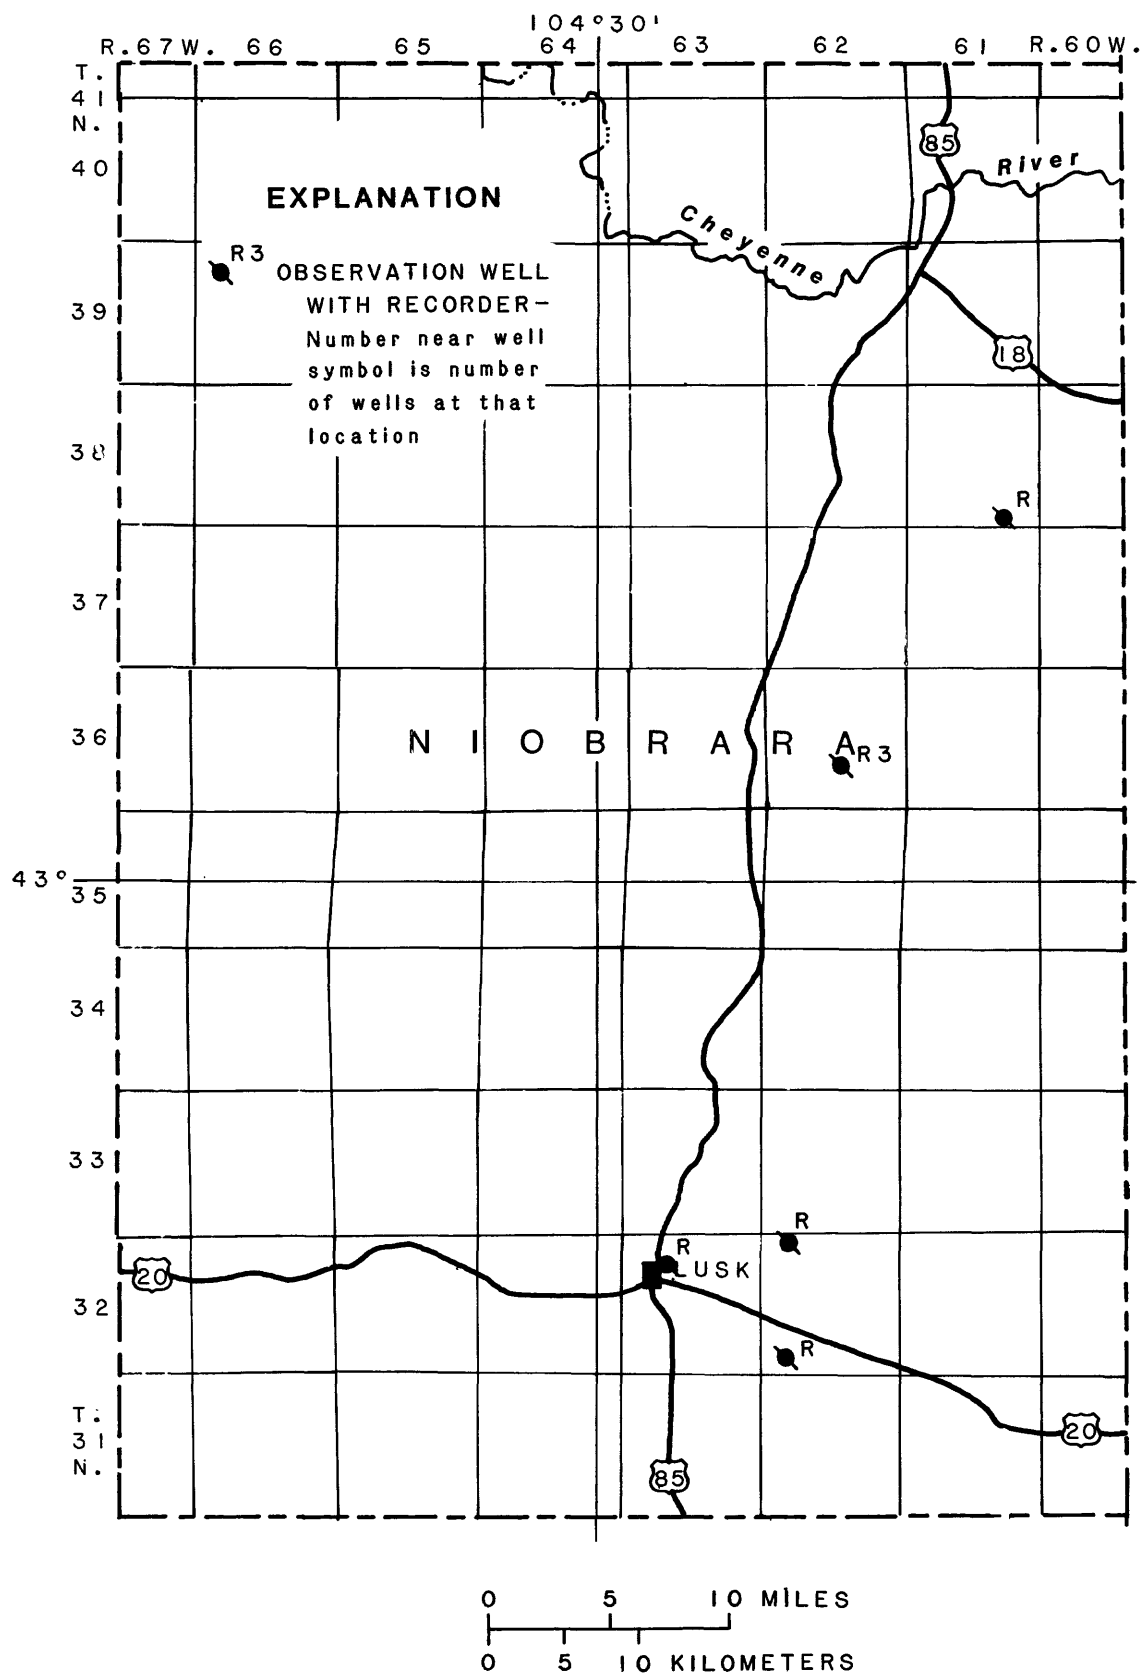 104°30'
R.67W. 66 65 64 63 62 61 R.60W.
T.
41
N.
85
40
River
EXPLANATION
Cheyenne
R3
OBSERVATION WELL
WITH RECORDER—
39
Number near well
symbol is number
18
of wells at that
location
38
R
37
36
NIOBRARA
R3
43°
35
34
33
R
R
LUSK
20
32
R
T.
31
N.
20
85
0 5 10 MILES
0 5 10 KILOMETERS